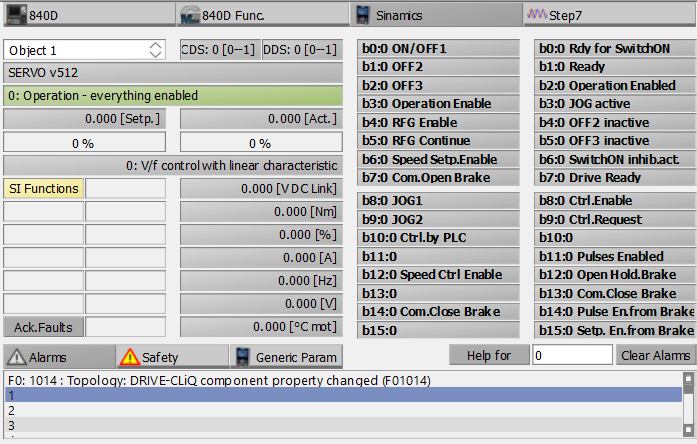 840D
840D Func.
Sinamics
Step7
Object 1
CDS: 0 [0--1]
DDS: 0 [0--1]
SERVO v512
0: Operation - everything enabled
0.000 [Setp.]
0.000 [Act.]
0 %
0 %
0: V/f control with linear characteristic
SI Functions
0.000 [V DC Link]
0.000 [Nm]
0.000 [%]
0.000 [A]
0.000 [Hz]
0.000 [V]
Ack.Faults
0.000 [°C mot]
b0:0 ON/OFF1
b1:0 OFF2
b2:0 OFF3
b3:0 Operation Enable
b4:0 RFG Enable
b5:0 RFG Continue
b6:0 Speed Setp.Enable
b7:0 Com.Open Brake
b8:0 JOG1
b9:0 JOG2
b10:0 Ctrl.by PLC
b11:0
b12:0 Speed Ctrl Enable
b13:0
b14:0 Com.Close Brake
b15:0
b0:0 Rdy for SwitchON
b1:0 Ready
b2:0 Operation Enabled
b3:0 JOG active
b4:0 OFF2 inactive
b5:0 OFF3 inactive
b6:0 SwitchON inhib.act.
b7:0 Drive Ready
b8:0 Ctrl.Enable
b9:0 Ctrl.Request
b10:0
b11:0 Pulses Enabled
b12:0 Open Hold.Brake
b13:0 Com.Close Brake
b14:0 Pulse En.from Brake
b15:0 Setp. En.from Brake
Alarms
Safety
Generic Param
Help for
0
Clear Alarms
F0: 1014 : Topology: DRIVE-CLiQ component property changed (F01014)
1
2
3